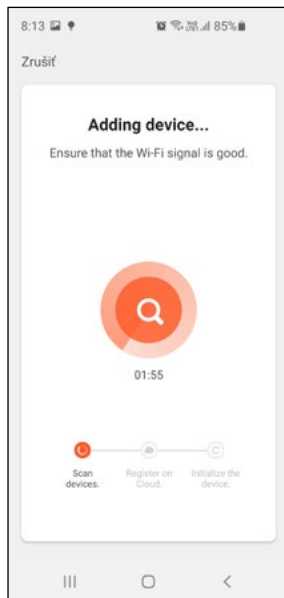 8:13 85%
Zrušiť
Adding device...
Ensure that the Wi-Fi signal is good.
01:55
Scan Register on Initialize the
devices. Cloud. device.